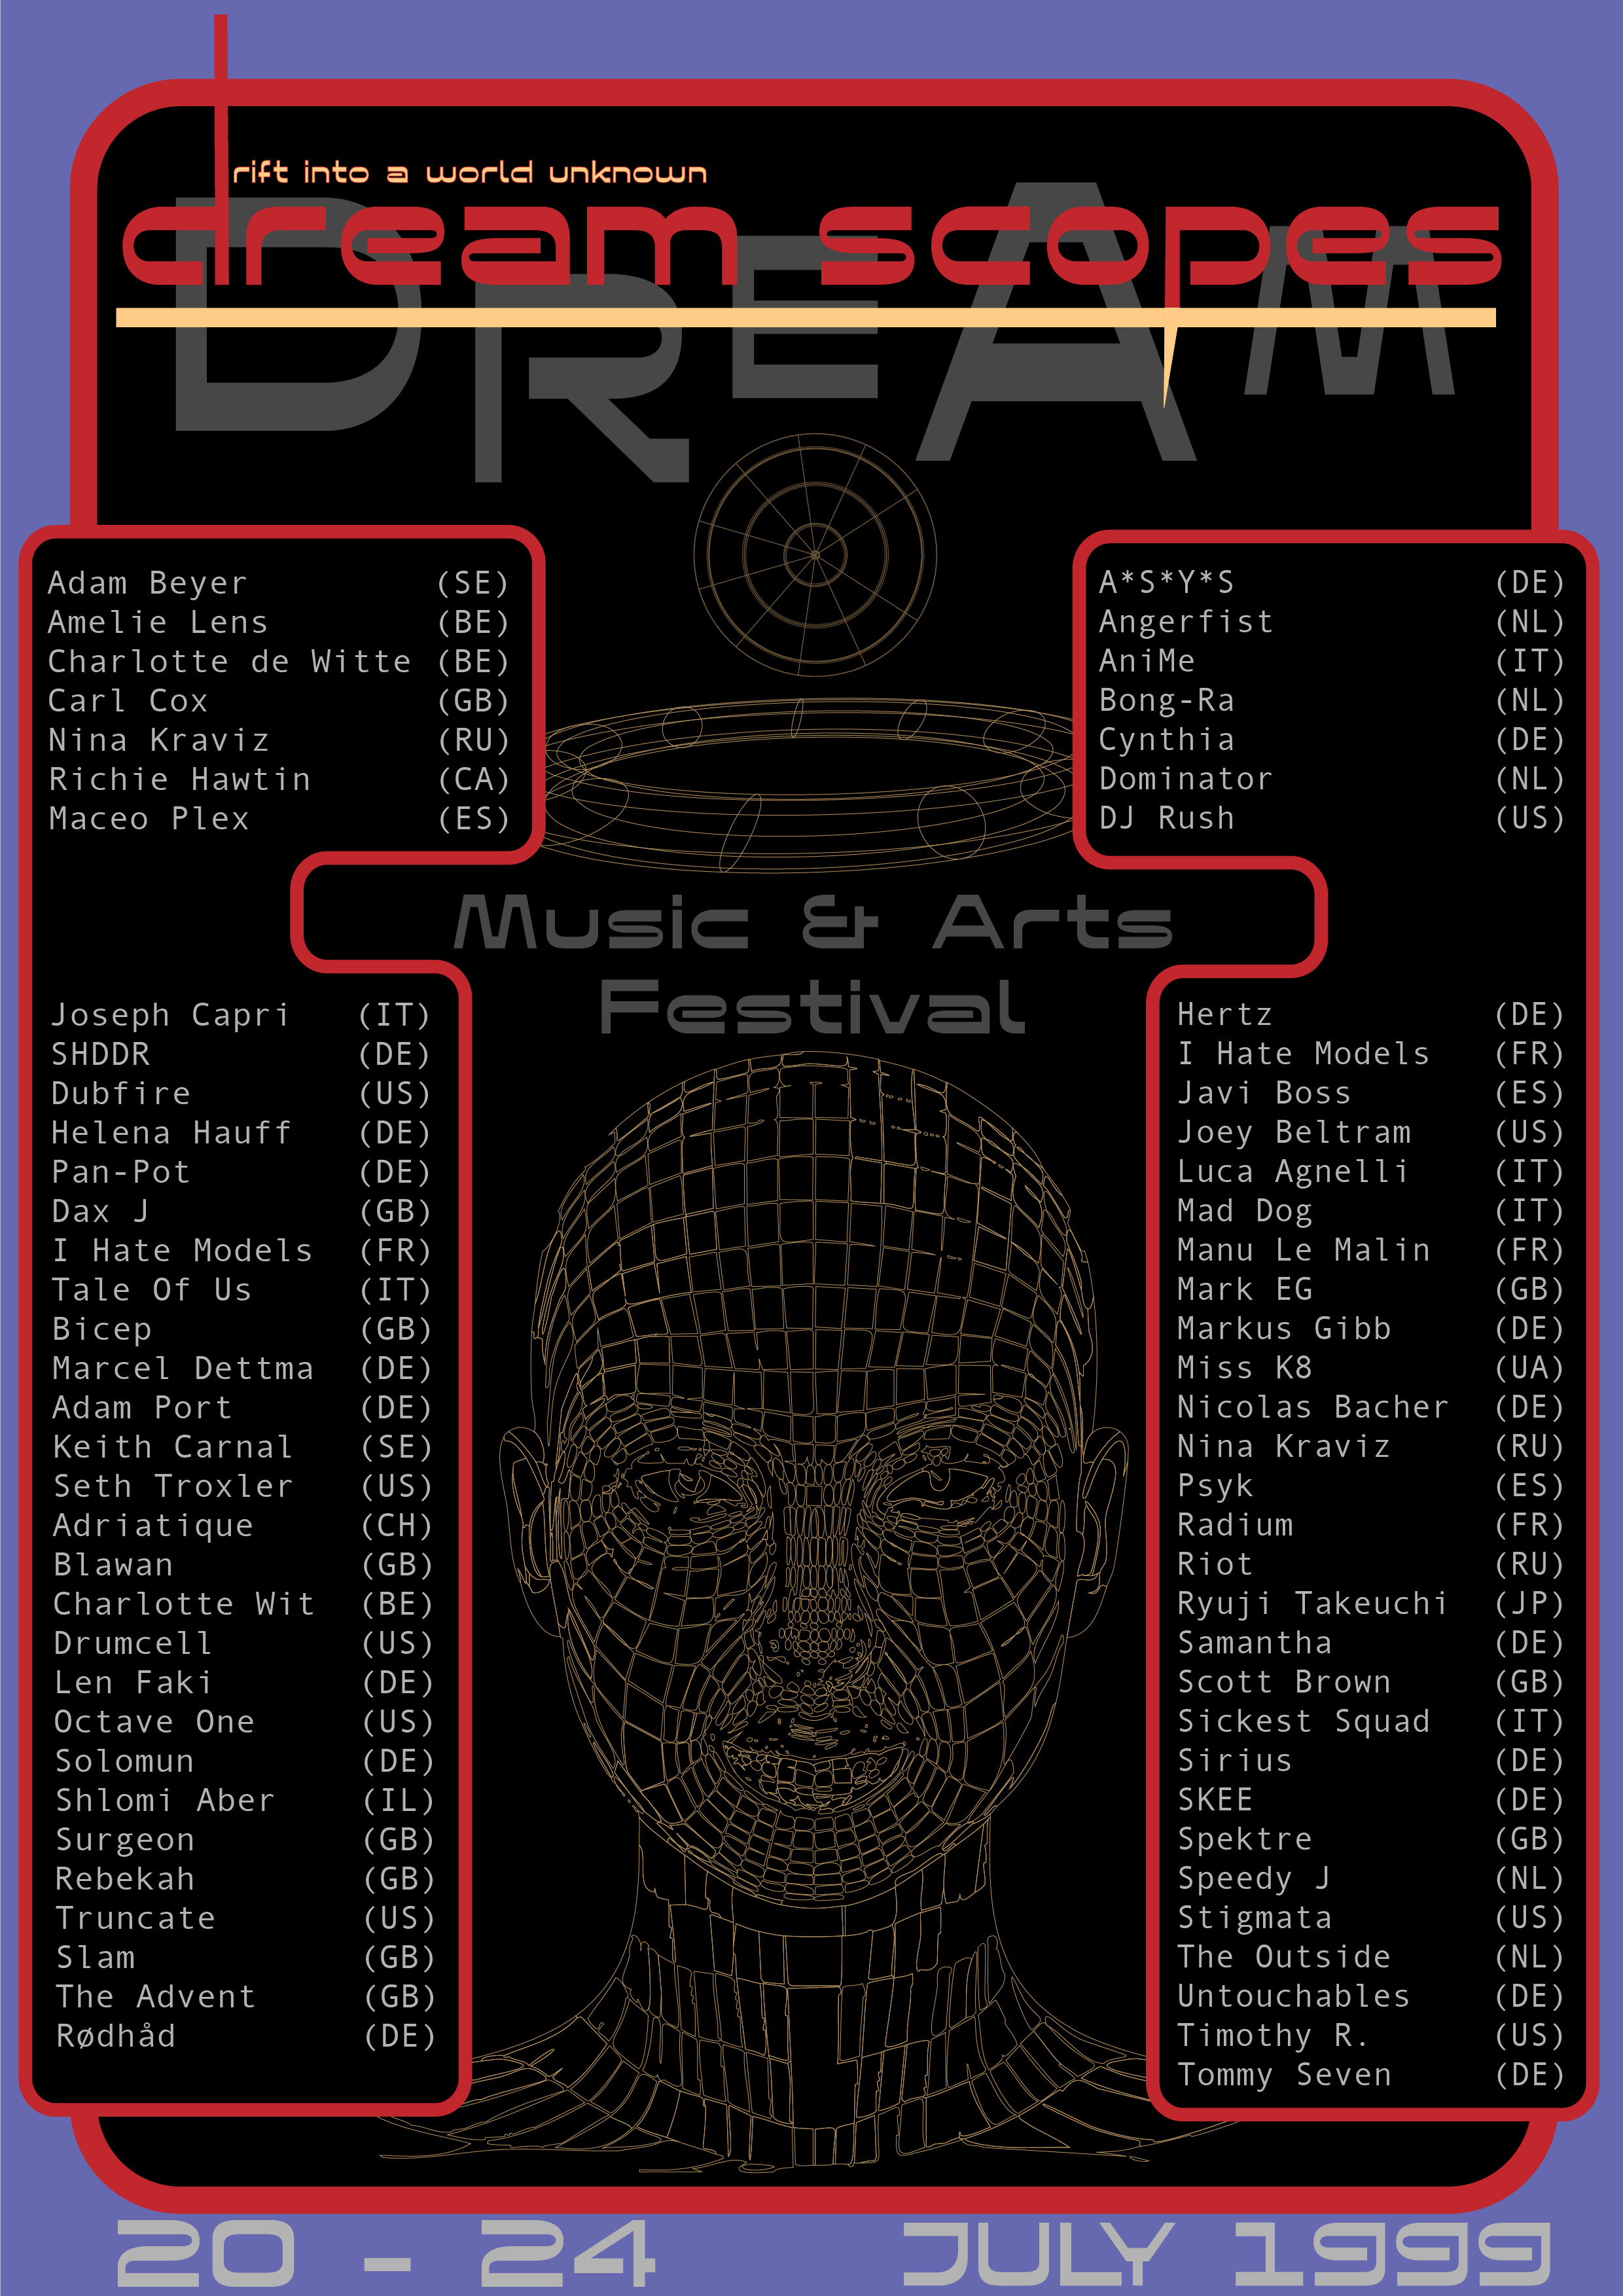 rift into a world unknown
dream scopes
DREAM
Adam Beyer (SE)
Amelie Lens (BE)
Charlotte de Witte (BE)
Carl Cox (GB)
Nina Kraviz (RU)
Richie Hawtin (CA)
Maceo Plex (ES)
A*S*Y*S (DE)
Angerfist (NL)
AniMe (IT)
Bong-Ra (NL)
Cynthia (DE)
Dominator (NL)
DJ Rush (US)
Music & Arts
Festival
Joseph Capri (IT)
SHDDR (DE)
Dubfire (US)
Helena Hauff (DE)
Pan-Pot (DE)
Dax J (GB)
I Hate Models (FR)
Tale Of Us (IT)
Bicep (GB)
Marcel Dettma (DE)
Adam Port (DE)
Keith Carnal (SE)
Seth Troxler (US)
Adriatique (CH)
Blawan (GB)
Charlotte Wit (BE)
Drumcell (US)
Len Faki (DE)
Octave One (US)
Solomun (DE)
Shlomi Aber (IL)
Surgeon (GB)
Rebekah (GB)
Truncate (US)
Slam (GB)
The Advent (GB)
Rødhåd (DE)
Hertz (DE)
I Hate Models (FR)
Javi Boss (ES)
Joey Beltram (US)
Luca Agnelli (IT)
Mad Dog (IT)
Manu Le Malin (FR)
Mark EG (GB)
Markus Gibb (DE)
Miss K8 (UA)
Nicolas Bacher (DE)
Nina Kraviz (RU)
Psyk (ES)
Radium (FR)
Riot (RU)
Ryuji Takeuchi (JP)
Samantha (DE)
Scott Brown (GB)
Sickest Squad (IT)
Sirius (DE)
SKEE (DE)
Spektre (GB)
Speedy J (NL)
Stigmata (US)
The Outside (NL)
Untouchables (DE)
Timothy R. (US)
Tommy Seven (DE)
20 - 24 JULY 1999